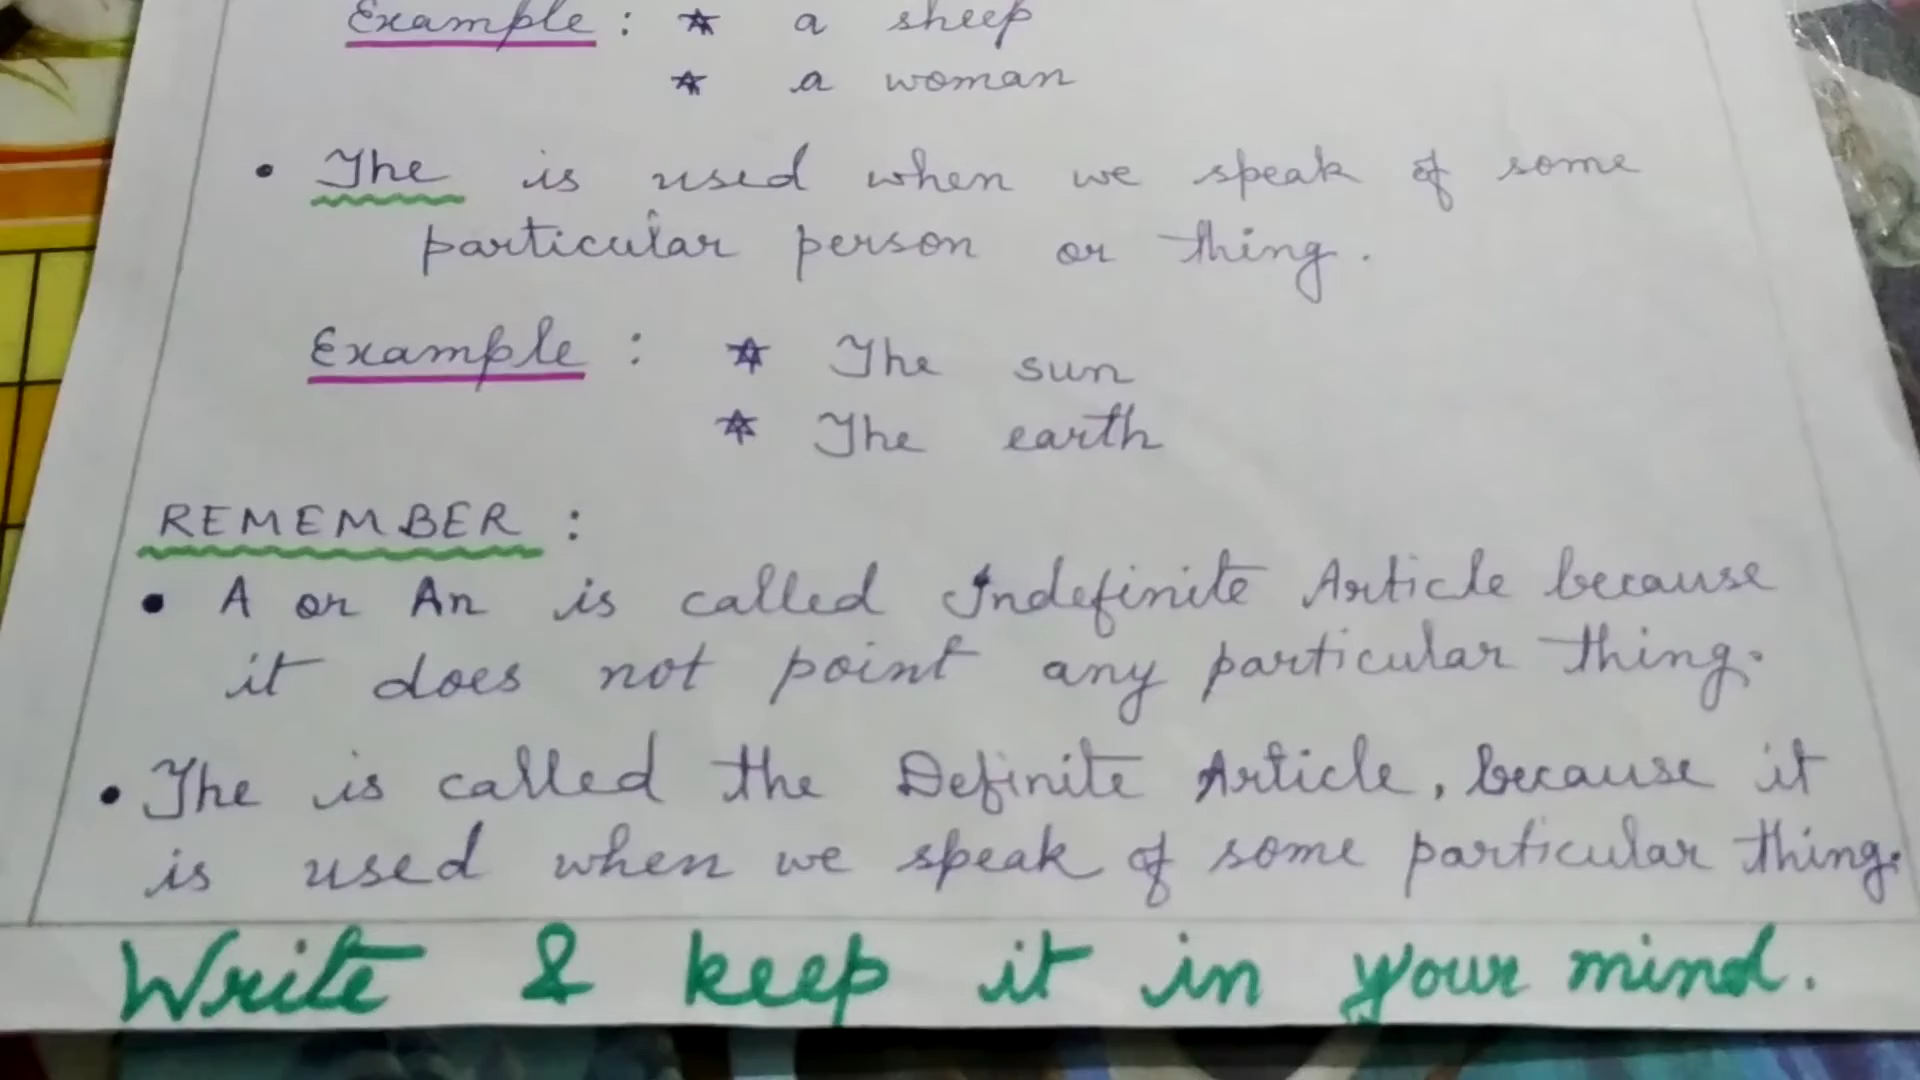 Example : * a sheep
* a woman
• The is used when we speak of some
particular person or thing.
Example : * The sun
* The earth
REMEMBER :
• A or An is called Indefinite Article because
it does not point any particular thing.
• The is called the Definite Article, because it
is used when we speak of some particular thing.
Write & keep it in your mind.